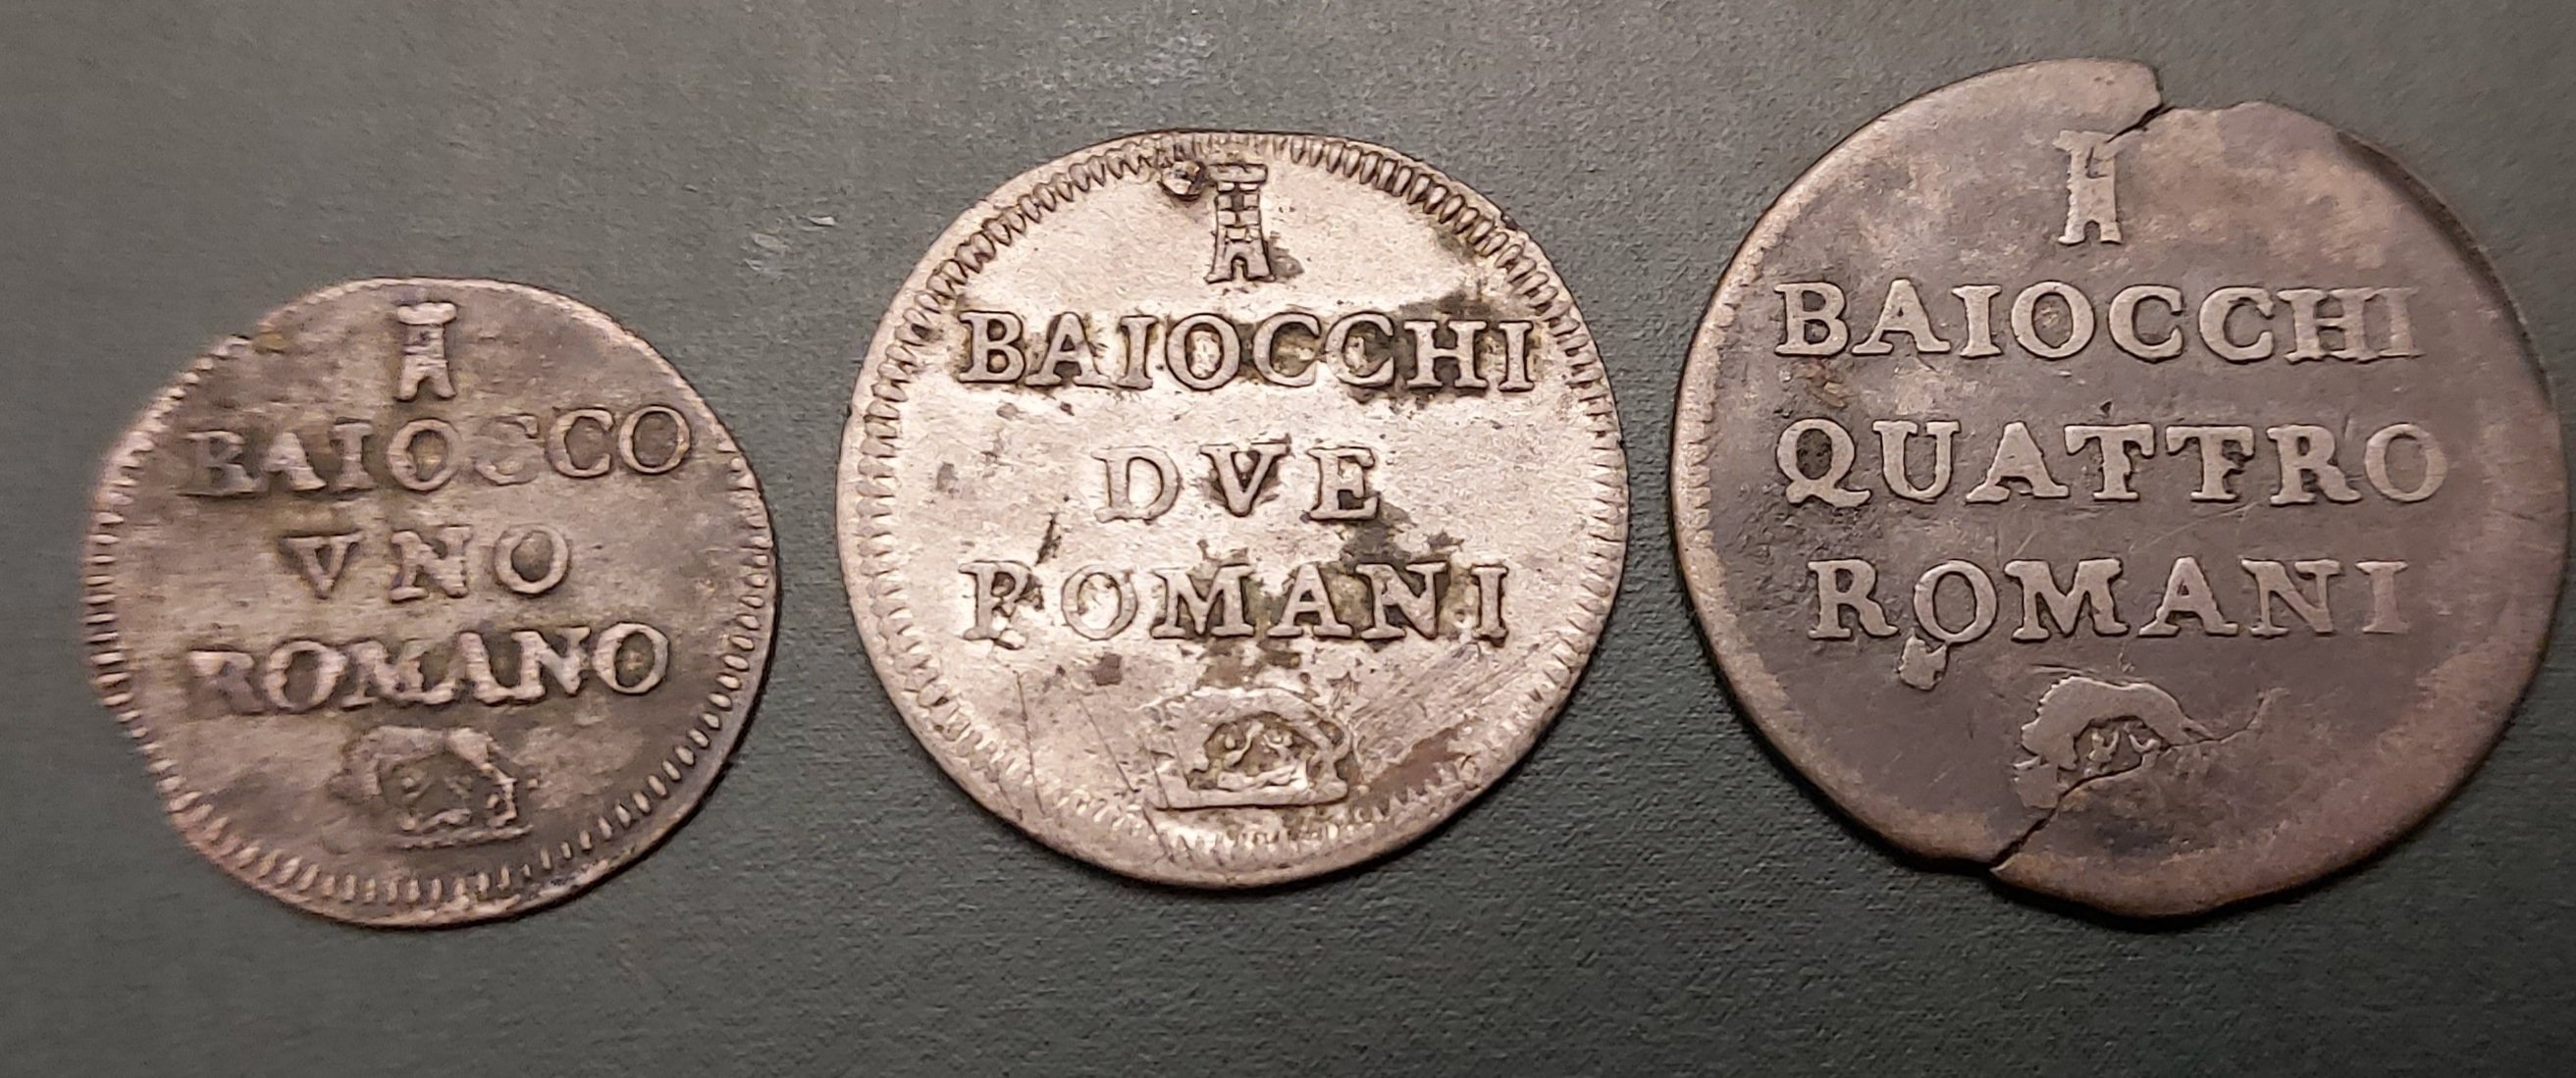 BAIOCCO
VNO
ROMANO
BAIOCCHI
DVE
ROMANI
BAIOCCHI
QUATTRO
ROMANI